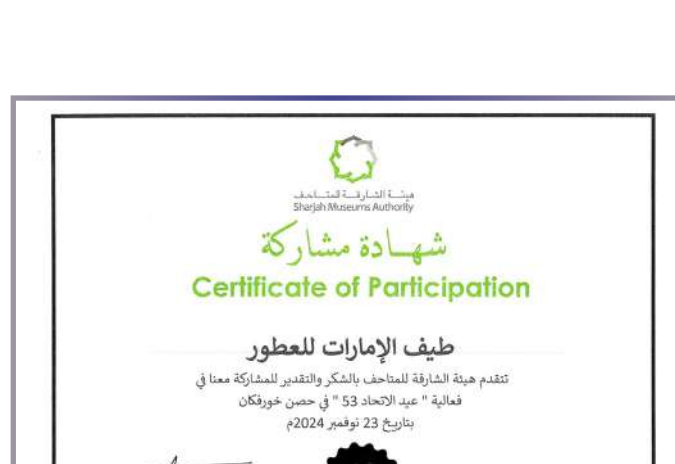 هيئة الشارقة للمتاحف
Sharjah Museums Authority
شهادة مشاركة
Certificate of Participation
طيف الإمارات للعطور
تتقدم هيئة الشارقة للمتاحف بالشكر والتقدير للمشاركة معنا في
فعالية " عيد الاتحاد 53 " في حصن خورفكان
بتاريخ 23 نوفمبر 2024م